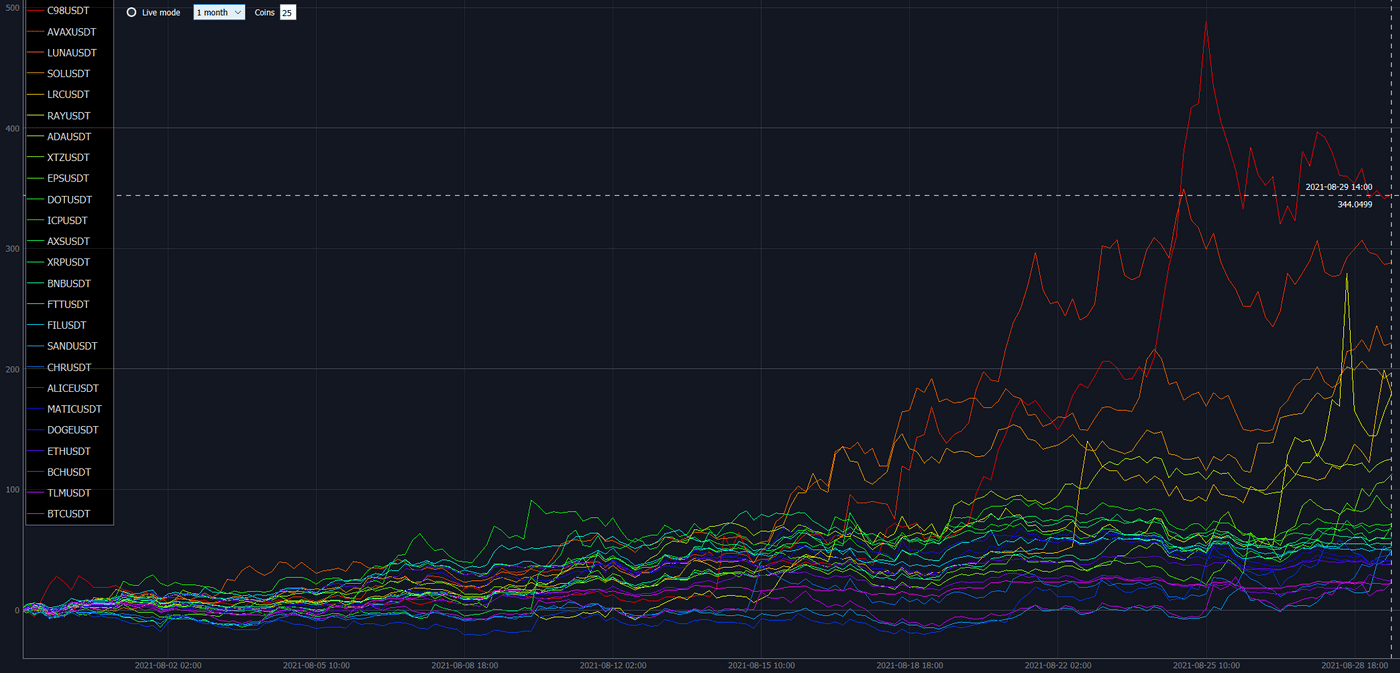 Live mode 1 month Coins 25
C98USDT
AVAXUSDT
LUNAUSDT
SOLUSDT
LRCUSDT
RAYUSDT
ADAUSDT
XTZUSDT
EPSUSDT
DOTUSDT
ICPUSDT
AXSUSDT
XRPUSDT
BNBUSDT
FTTUSDT
FILUSDT
SANDUSDT
CHRUSDT
ALICEUSDT
MATICUSDT
DOGEUSDT
ETHUSDT
BCHUSDT
TLMUSDT
BTCUSDT
500
400
300
200
100
0
2021-08-29 14:00
344.0499
2021-08-02 02:00 2021-08-05 10:00 2021-08-08 18:00 2021-08-12 02:00 2021-08-15 10:00 2021-08-18 18:00 2021-08-22 02:00 2021-08-25 10:00 2021-08-28 18:00